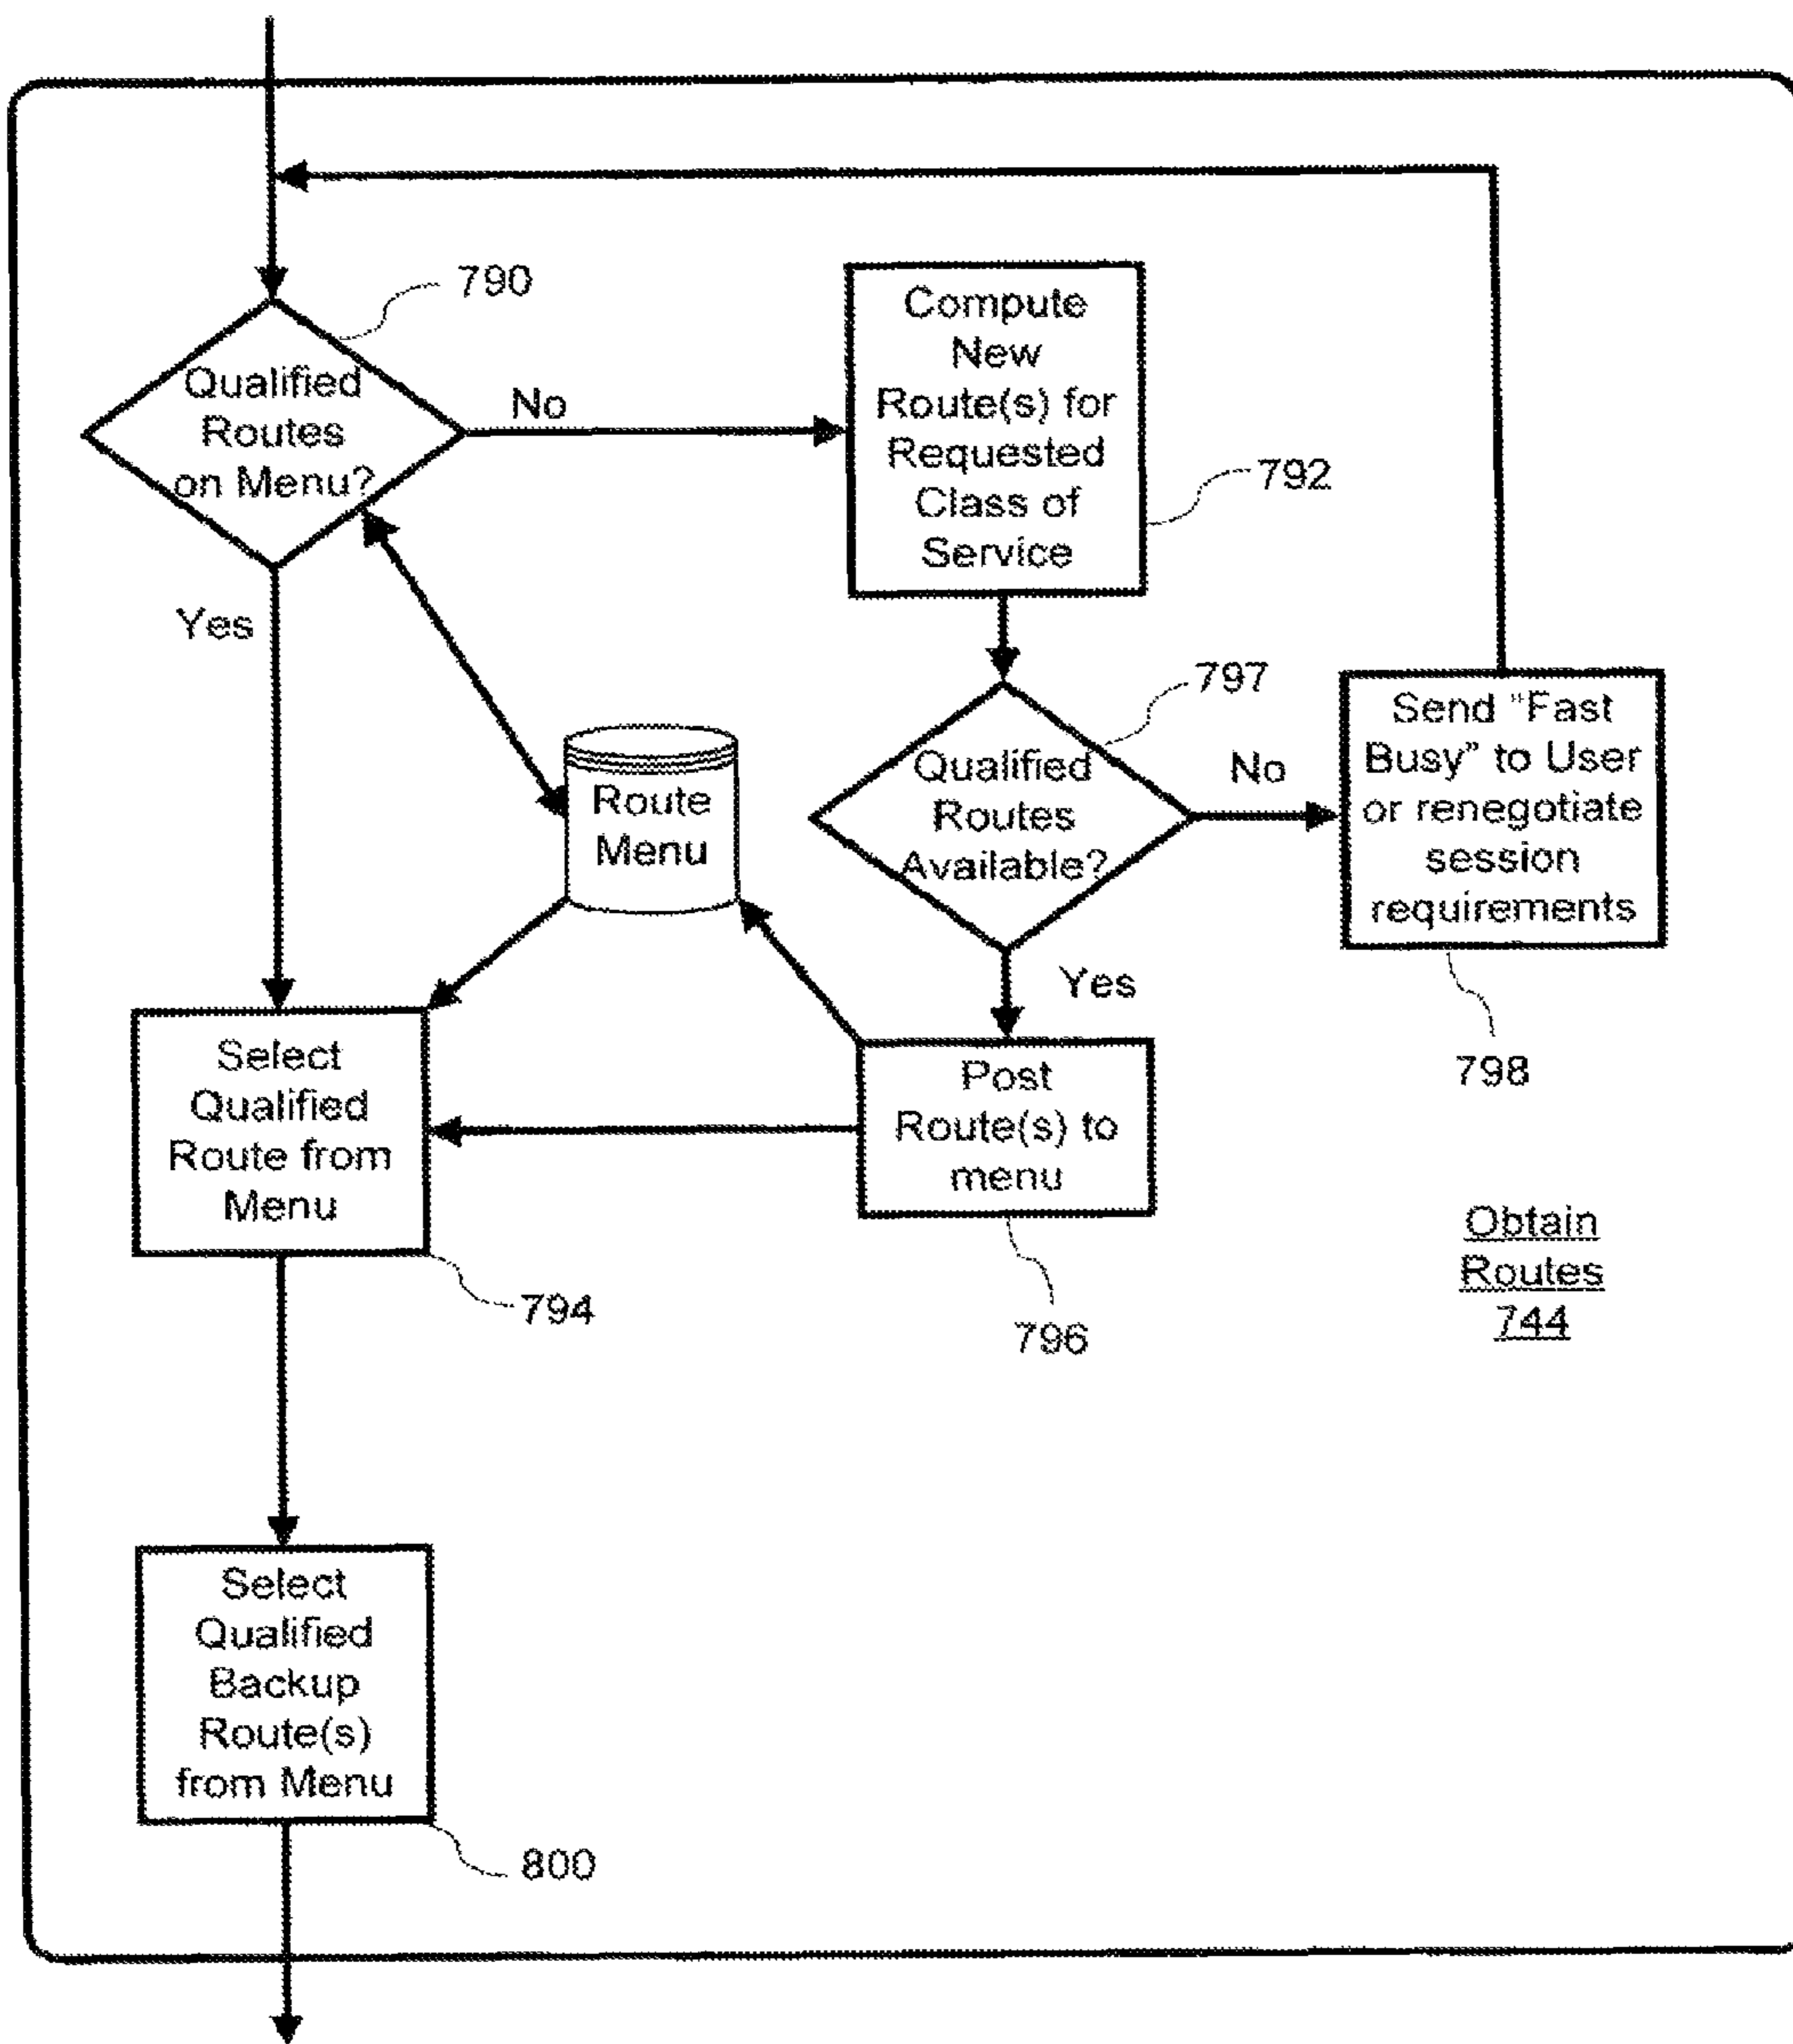 790
Qualified
Routes
on Menu?
No
Yes
Compute
New
Route(s) for
Requested
Class of
Service
792
797
Qualified
Routes
Available?
No
Yes
Send “Fast
Busy” to User
or renegotiate
session
requirements
798
Route
Menu
Select
Qualified
Route from
Menu
794
Post
Route(s) to
menu
796
Obtain
Routes
744
Select
Qualified
Backup
Route(s)
from Menu
800